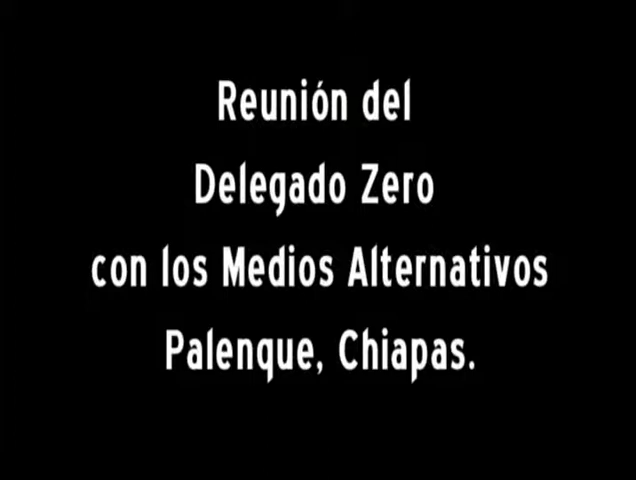 Reunión del
Delegado Zero
con los Medios Alternativos
Palenque, Chiapas.